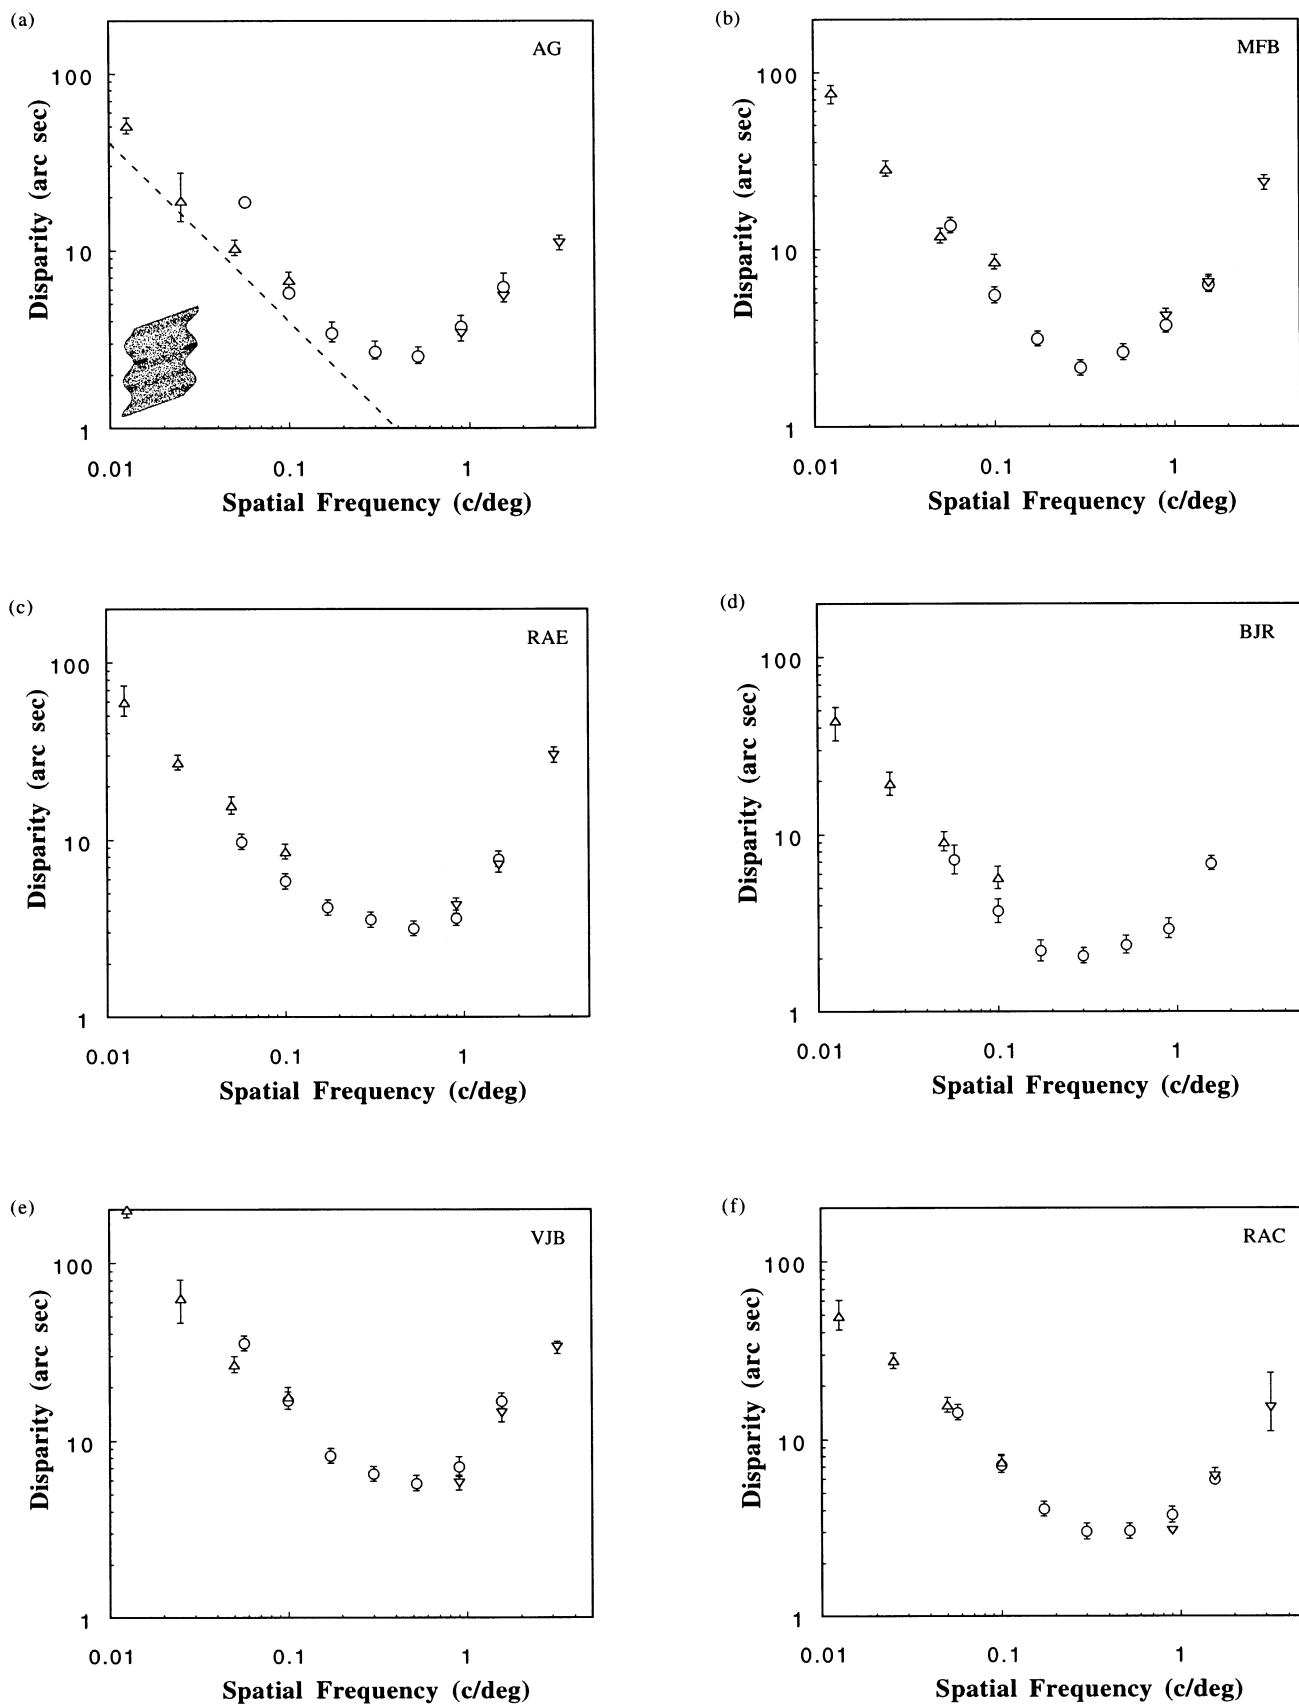 (a)
AG
100
10
1
Disparity (arc sec)
0.01 0.1 1
Spatial Frequency (c/deg)
(b)
MFB
100
10
1
Disparity (arc sec)
0.01 0.1 1
Spatial Frequency (c/deg)
(c)
RAE
100
10
1
Disparity (arc sec)
0.01 0.1 1
Spatial Frequency (c/deg)
(d)
BJR
100
10
1
Disparity (arc sec)
0.01 0.1 1
Spatial Frequency (c/deg)
(e)
VJB
100
10
1
Disparity (arc sec)
0.01 0.1 1
Spatial Frequency (c/deg)
(f)
RAC
100
10
1
Disparity (arc sec)
0.01 0.1 1
Spatial Frequency (c/deg)